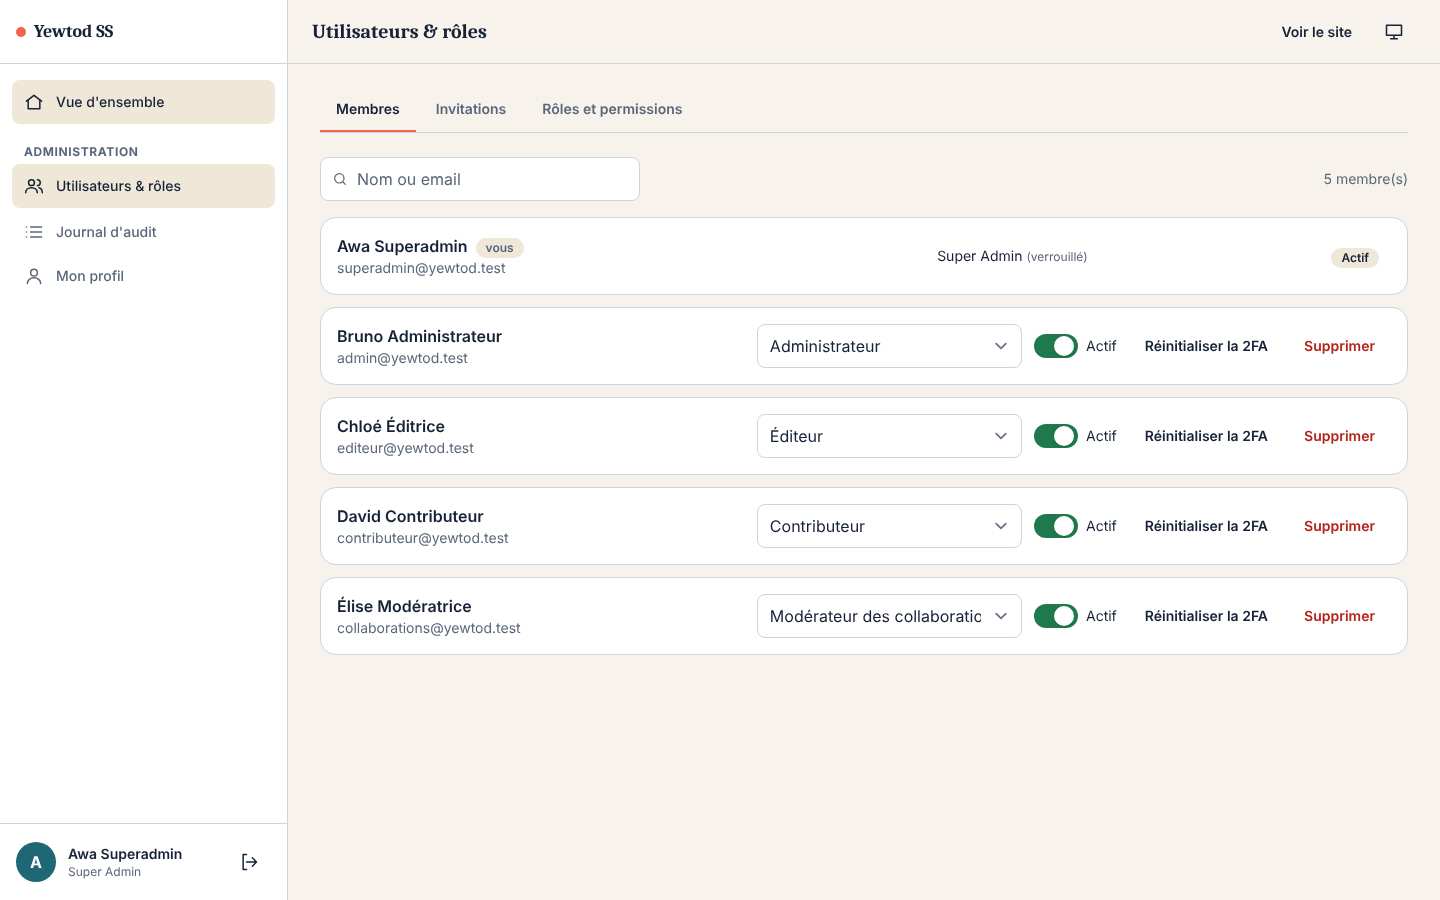 Yewtod SS
Utilisateurs & rôles
Voir le site
Vue d'ensemble
ADMINISTRATION
Utilisateurs & rôles
Journal d'audit
Mon profil
Membres
Invitations
Rôles et permissions
Nom ou email
5 membre(s)
Awa Superadmin vous
superadmin@yewtod.test
Super Admin (verrouillé)
Actif
Bruno Administrateur
admin@yewtod.test
Administrateur
Actif
Réinitialiser la 2FA
Supprimer
Chloé Éditrice
editeur@yewtod.test
Éditeur
Actif
Réinitialiser la 2FA
Supprimer
David Contributeur
contributeur@yewtod.test
Contributeur
Actif
Réinitialiser la 2FA
Supprimer
Élise Modératrice
collaborations@yewtod.test
Modérateur des collaboratio
Actif
Réinitialiser la 2FA
Supprimer
A
Awa Superadmin
Super Admin